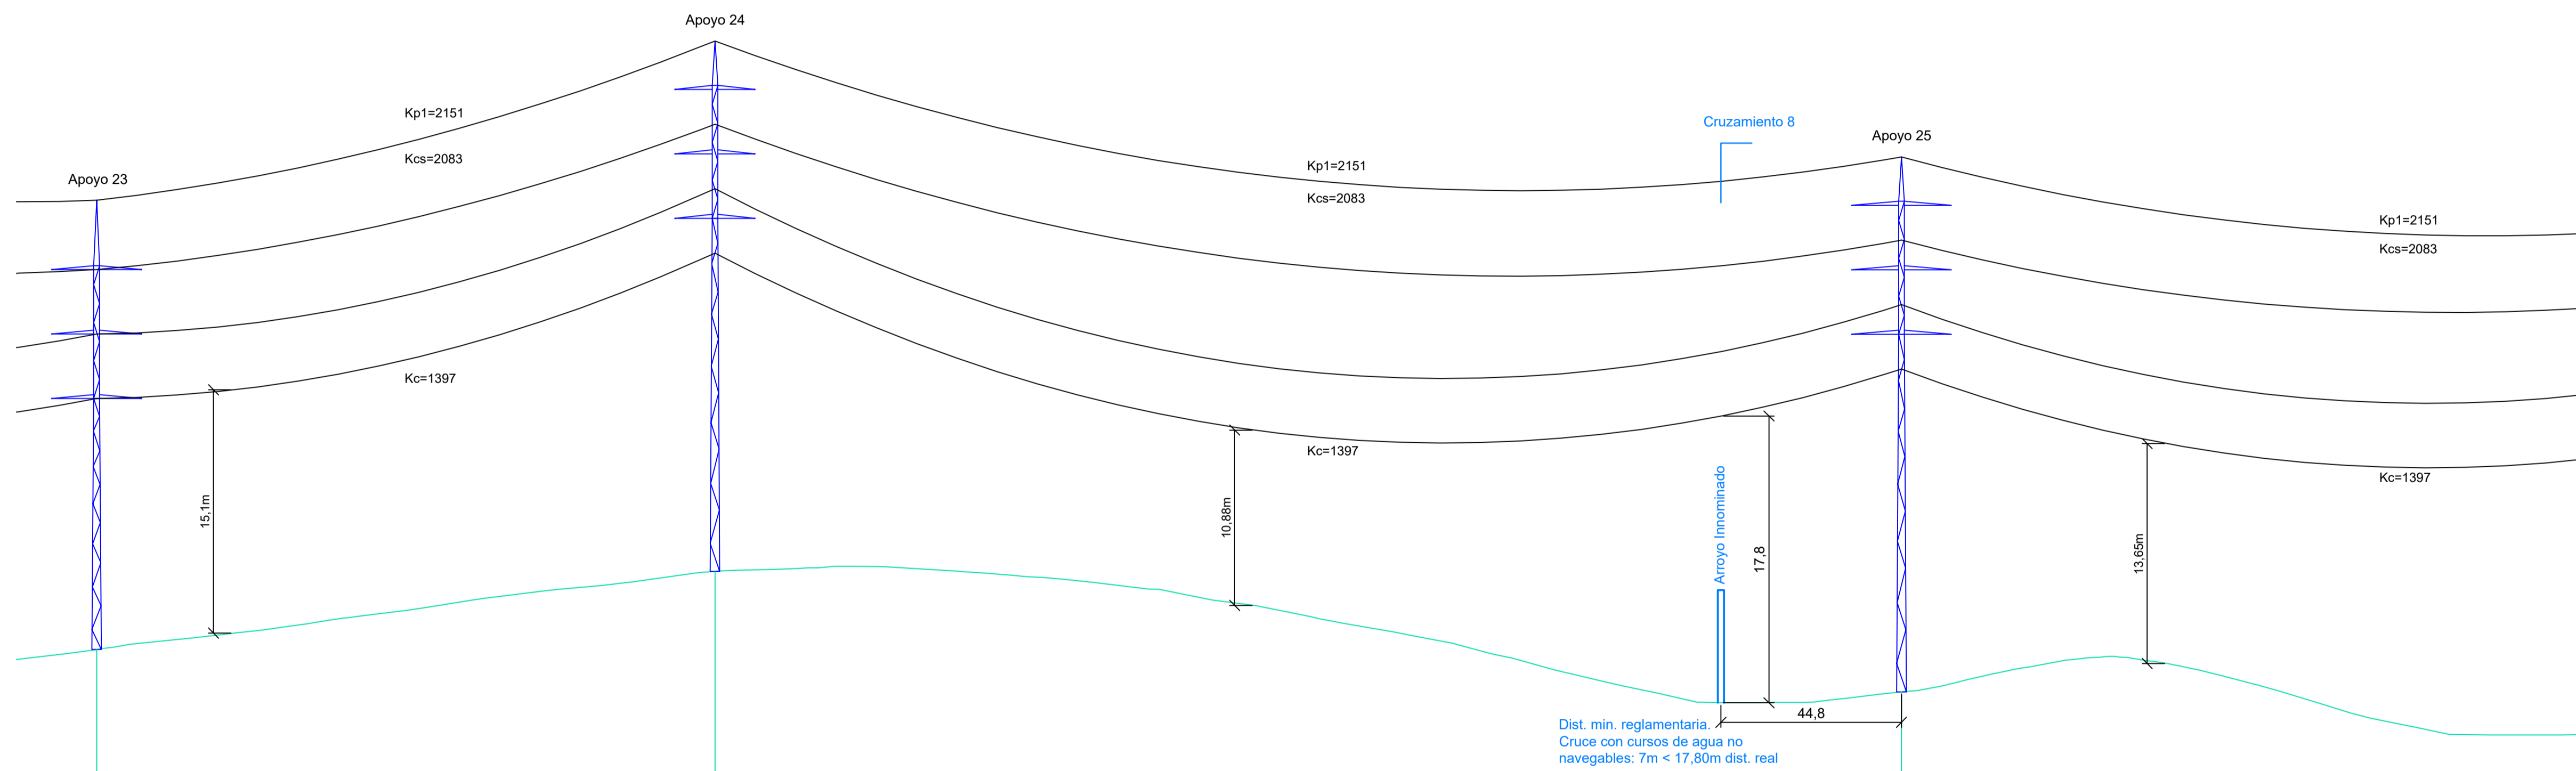 Apoyo 24
Cruzamiento 8
Apoyo 25
Kp1=2151
Kcs=2083
Apoyo 23
Kp1=2151
Kcs=2083
Kp1=2151
Kcs=2083
Kc=1397
Kc=1397
Kc=1397
15,1m
10,88m
Arroyo Innominado
17,8
13,65m
44,8
Dist. min. reglamentaria.
Cruce con cursos de agua no
navegables: 7m < 17,80m dist. real